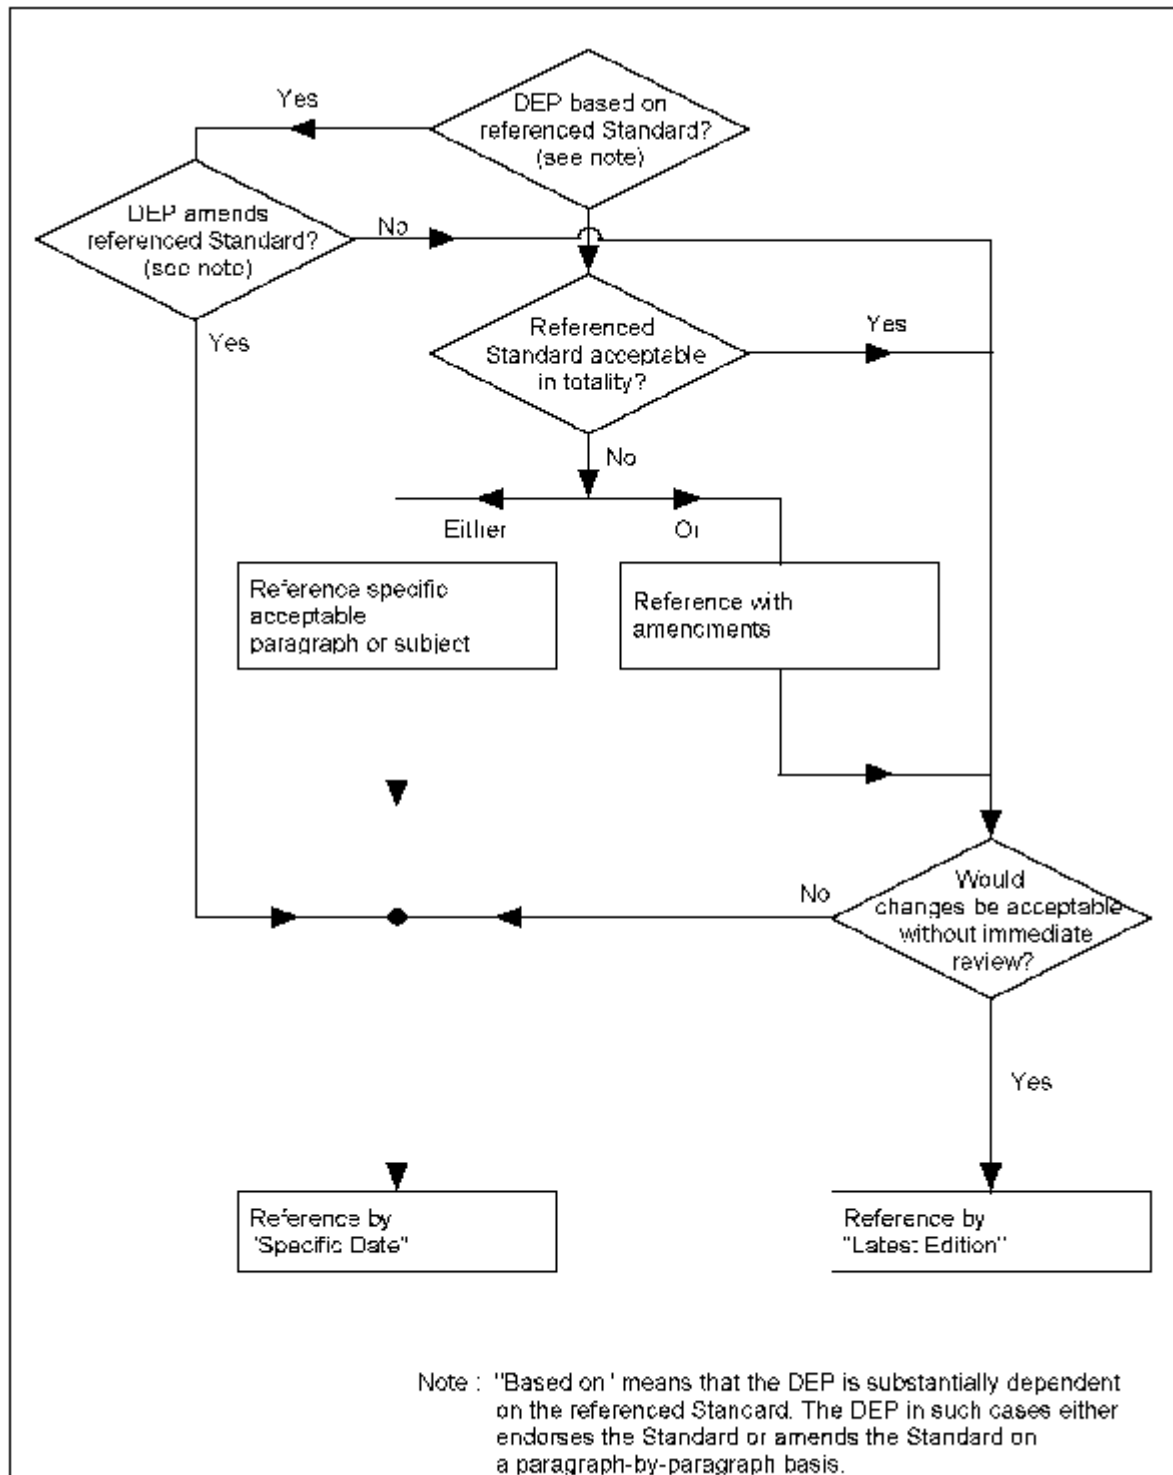 Yes
DEP based on
referenced Standard?
(see note)
DEP amends
referenced Standard?
(see note)
No
Yes
Referenced
Standard acceptable
in totality?
Yes
No
Either
Or
Reference specific
acceptable
paragraph or subject
Reference with
amendments
No
Would
changes be acceptable
without immediate
review?
Yes
Reference by
"Specific Date"
Reference by
"Latest Edition"
Note : "Based on" means that the DEP is substantially dependent
on the referenced Standard. The DEP in such cases either
endorses the Standard or amends the Standard on
a paragraph-by-paragraph basis.